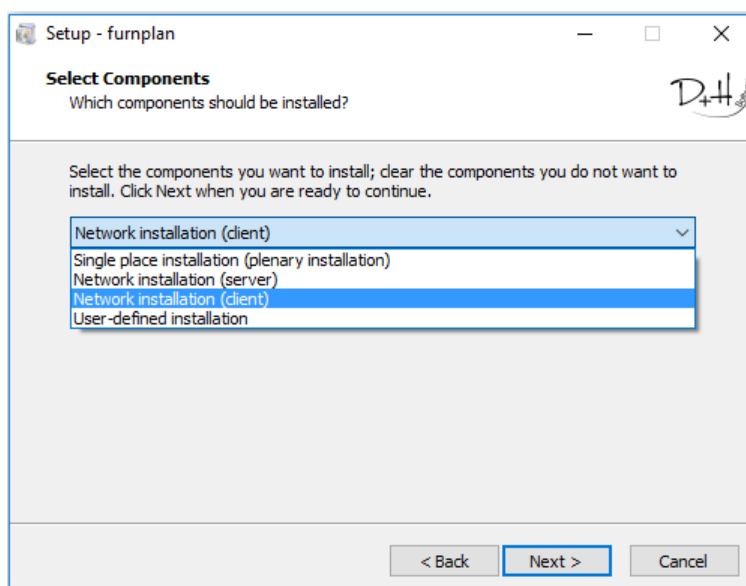 Setup - furnplan
Select Components
Which components should be installed?
D+H
Select the components you want to install; clear the components you do not want to
install. Click Next when you are ready to continue.
Network installation (client)
Single place installation (plenary installation)
Network installation (server)
Network installation (client)
User-defined installation
< Back
Next >
Cancel